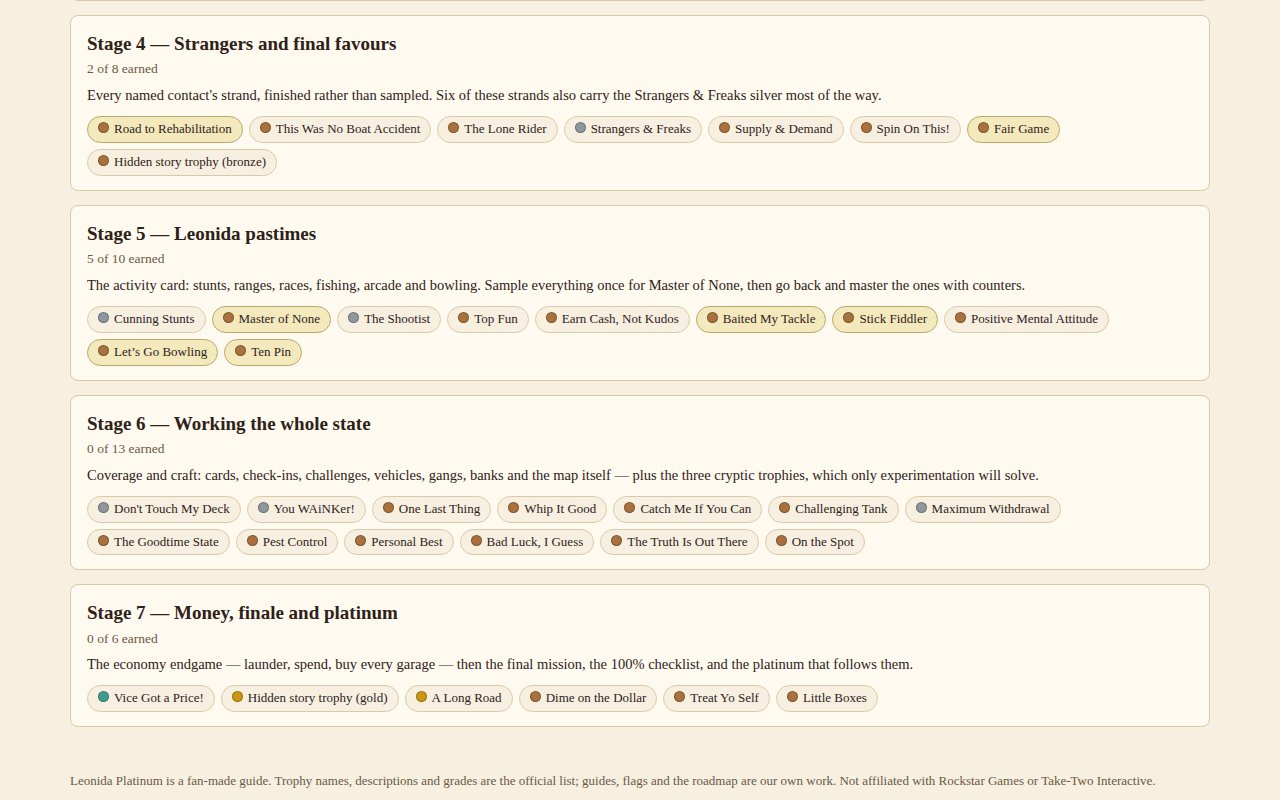 Stage 4 — Strangers and final favours
2 of 8 earned
Every named contact's strand, finished rather than sampled. Six of these strands also carry the Strangers & Freaks silver most of the way.
Road to Rehabilitation This Was No Boat Accident The Lone Rider Strangers & Freaks Supply & Demand Spin On This! Fair Game
Hidden story trophy (bronze)
Stage 5 — Leonida pastimes
5 of 10 earned
The activity card: stunts, ranges, races, fishing, arcade and bowling. Sample everything once for Master of None, then go back and master the ones with counters.
Cunning Stunts Master of None The Shootist Top Fun Earn Cash, Not Kudos Baited My Tackle Stick Fiddler Positive Mental Attitude
Let’s Go Bowling Ten Pin
Stage 6 — Working the whole state
0 of 13 earned
Coverage and craft: cards, check-ins, challenges, vehicles, gangs, banks and the map itself — plus the three cryptic trophies, which only experimentation will solve.
Don't Touch My Deck You WAiNKer! One Last Thing Whip It Good Catch Me If You Can Challenging Tank Maximum Withdrawal
The Goodtime State Pest Control Personal Best Bad Luck, I Guess The Truth Is Out There On the Spot
Stage 7 — Money, finale and platinum
0 of 6 earned
The economy endgame — launder, spend, buy every garage — then the final mission, the 100% checklist, and the platinum that follows them.
Vice Got a Price! Hidden story trophy (gold) A Long Road Dime on the Dollar Treat Yo Self Little Boxes
Leonida Platinum is a fan-made guide. Trophy names, descriptions and grades are the official list; guides, flags and the roadmap are our own work. Not affiliated with Rockstar Games or Take-Two Interactive.